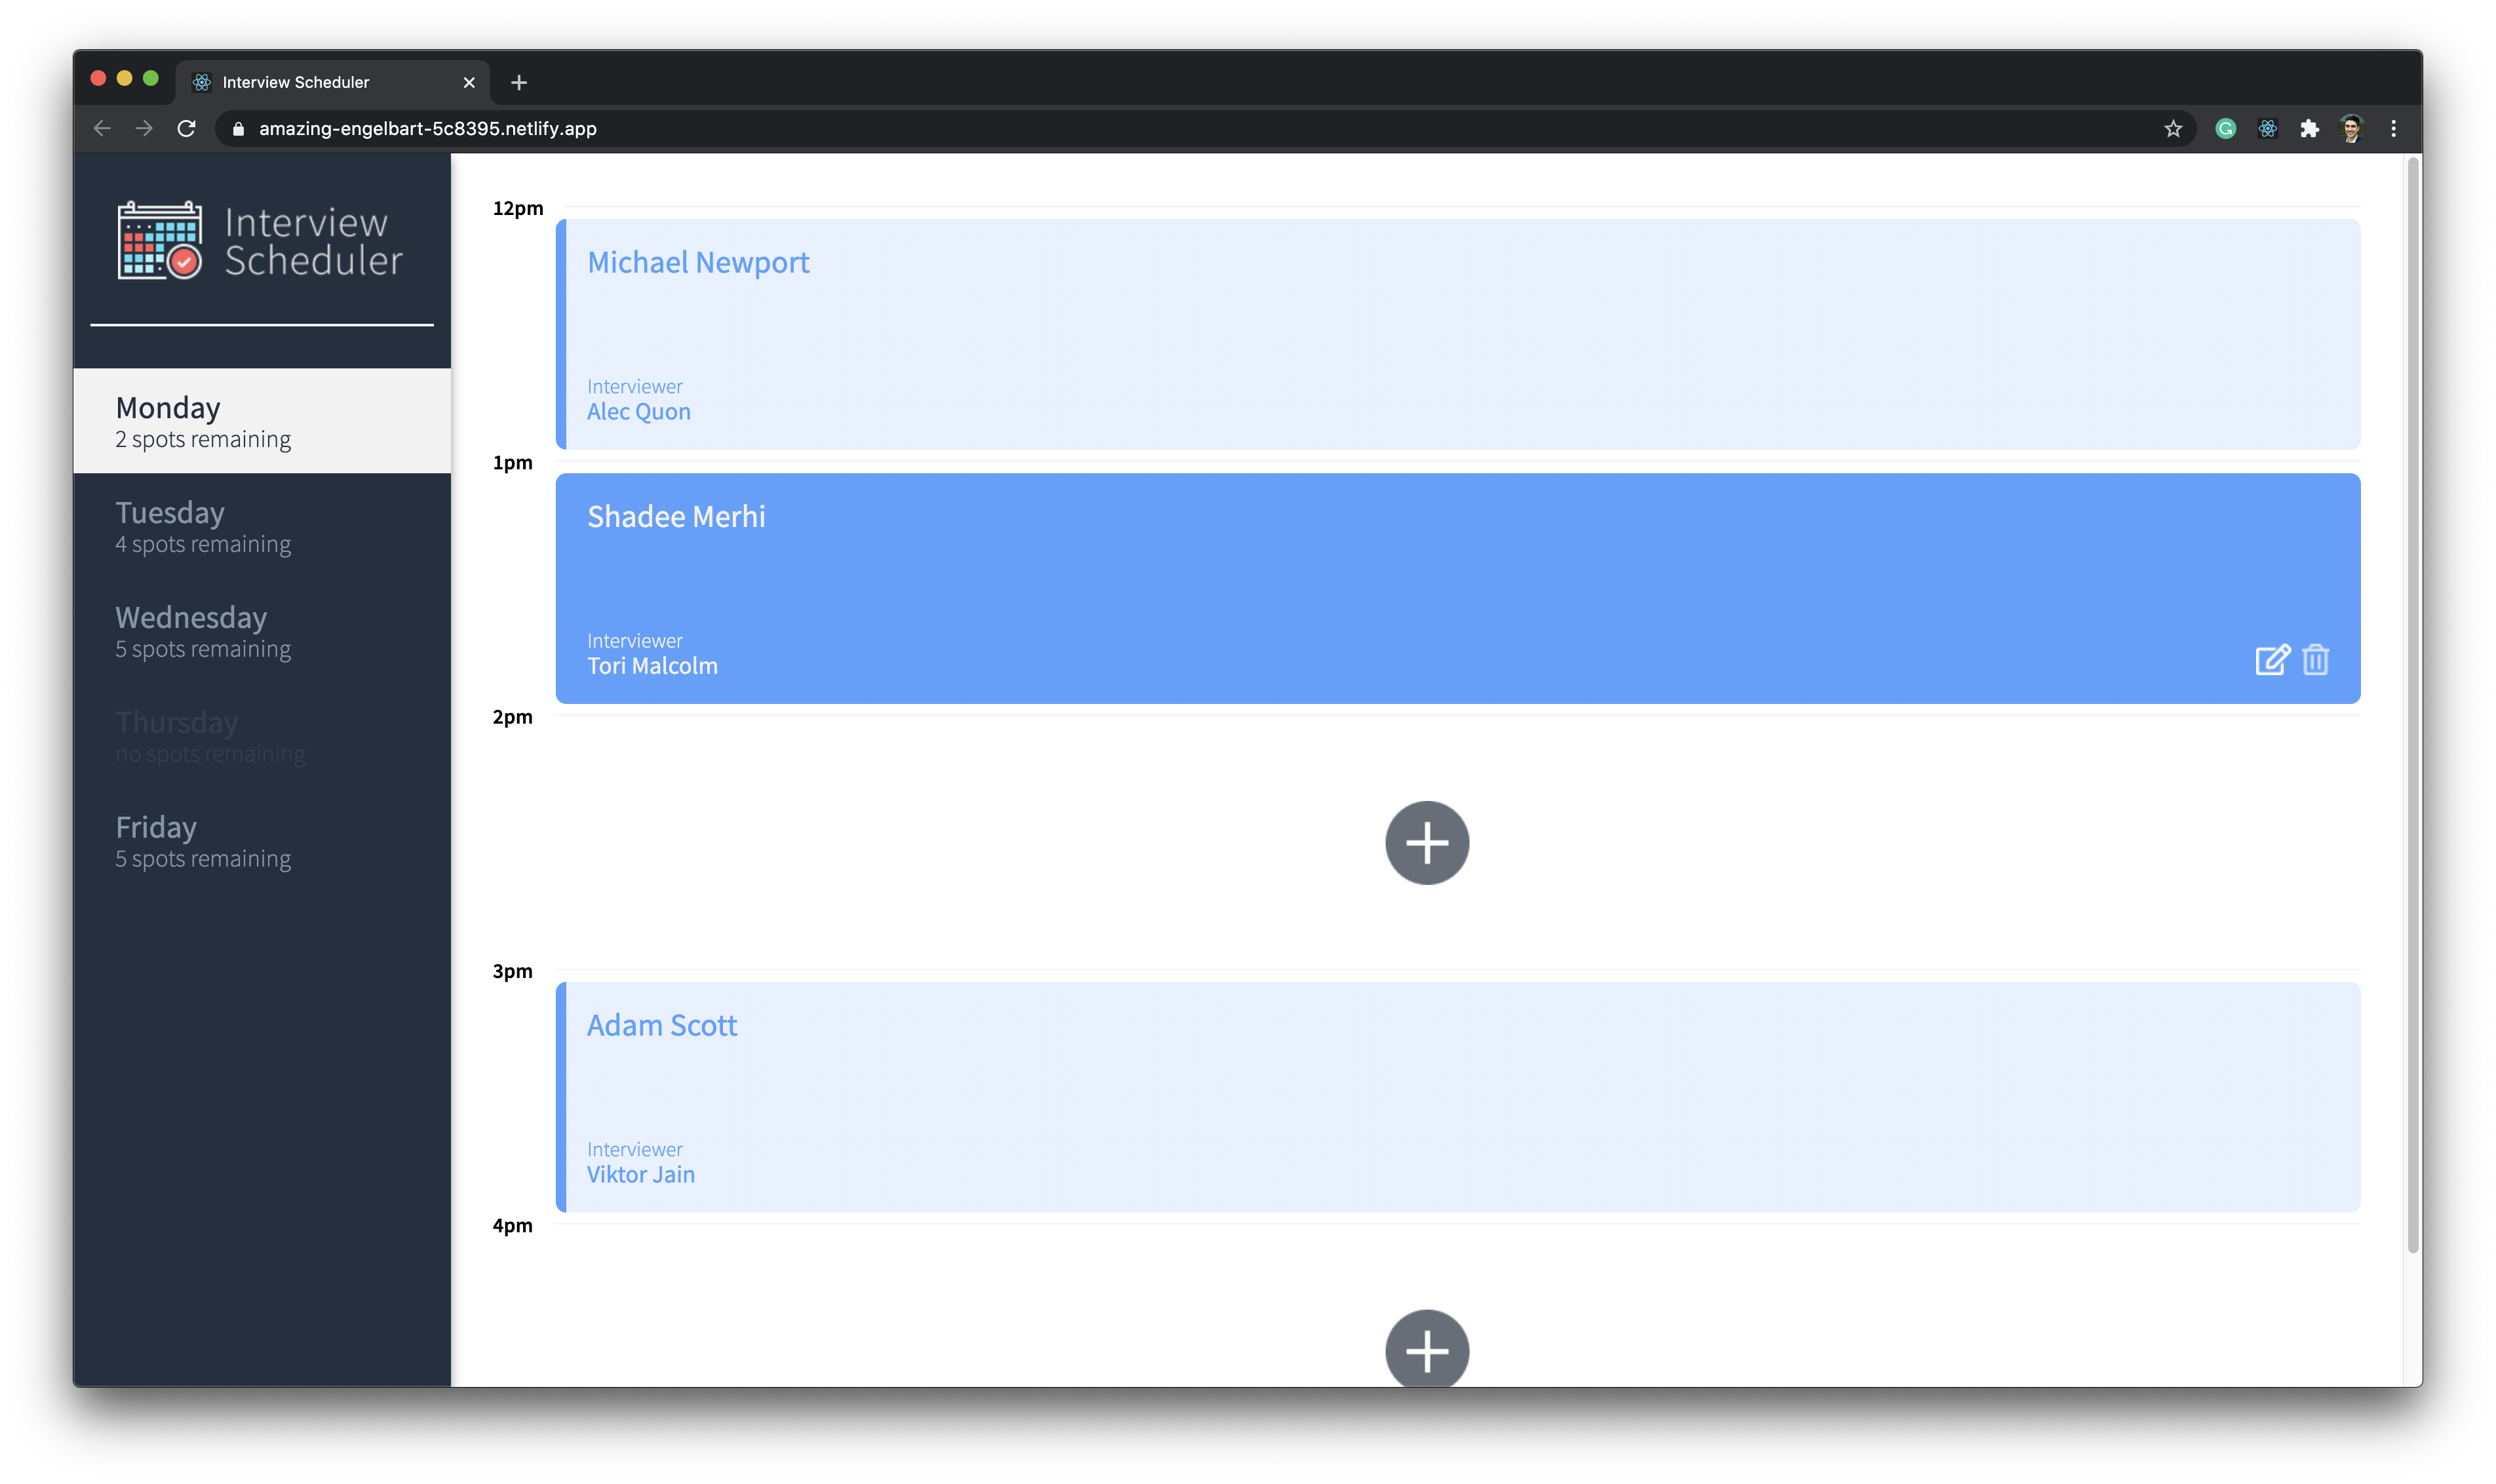 Interview Scheduler
amazing-engelbart-5c8395.netlify.app
Interview
Scheduler
Monday
2 spots remaining
Tuesday
4 spots remaining
Wednesday
5 spots remaining
Thursday
no spots remaining
Friday
5 spots remaining
12pm
Michael Newport
Interviewer
Alec Quon
1pm
Shadee Merhi
Interviewer
Tori Malcolm
2pm
3pm
Adam Scott
Interviewer
Viktor Jain
4pm